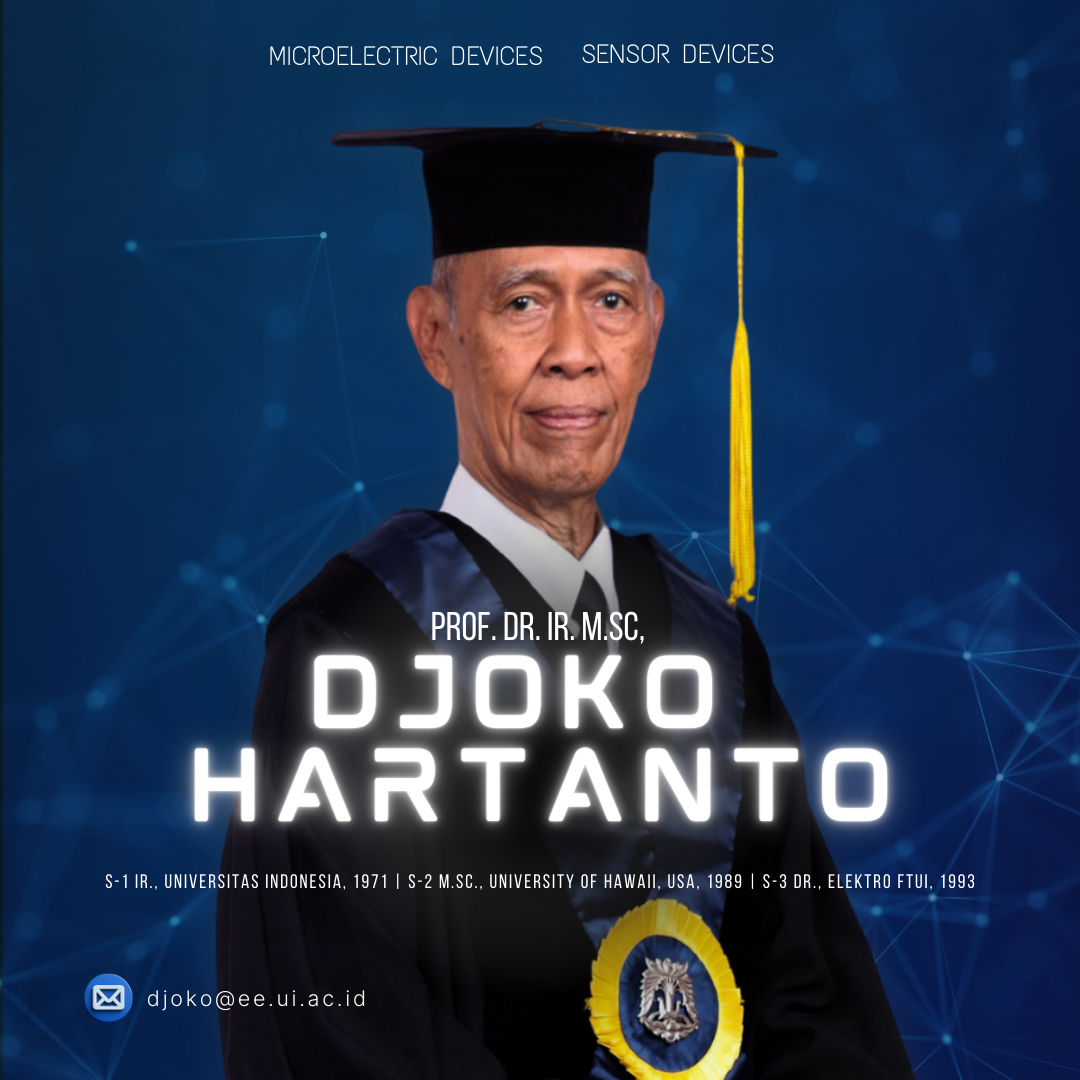 MICROELECTRIC DEVICES SENSOR DEVICES
PROF. DR. IR. M.SC,
DJOKO
HARTANTO
S-1 IR., UNIVERSITAS INDONESIA, 1971 | S-2 M.SC., UNIVERSITY OF HAWAII, USA, 1989 | S-3 DR., ELEKTRO FTUI, 1993
djoko@ee.ui.ac.id